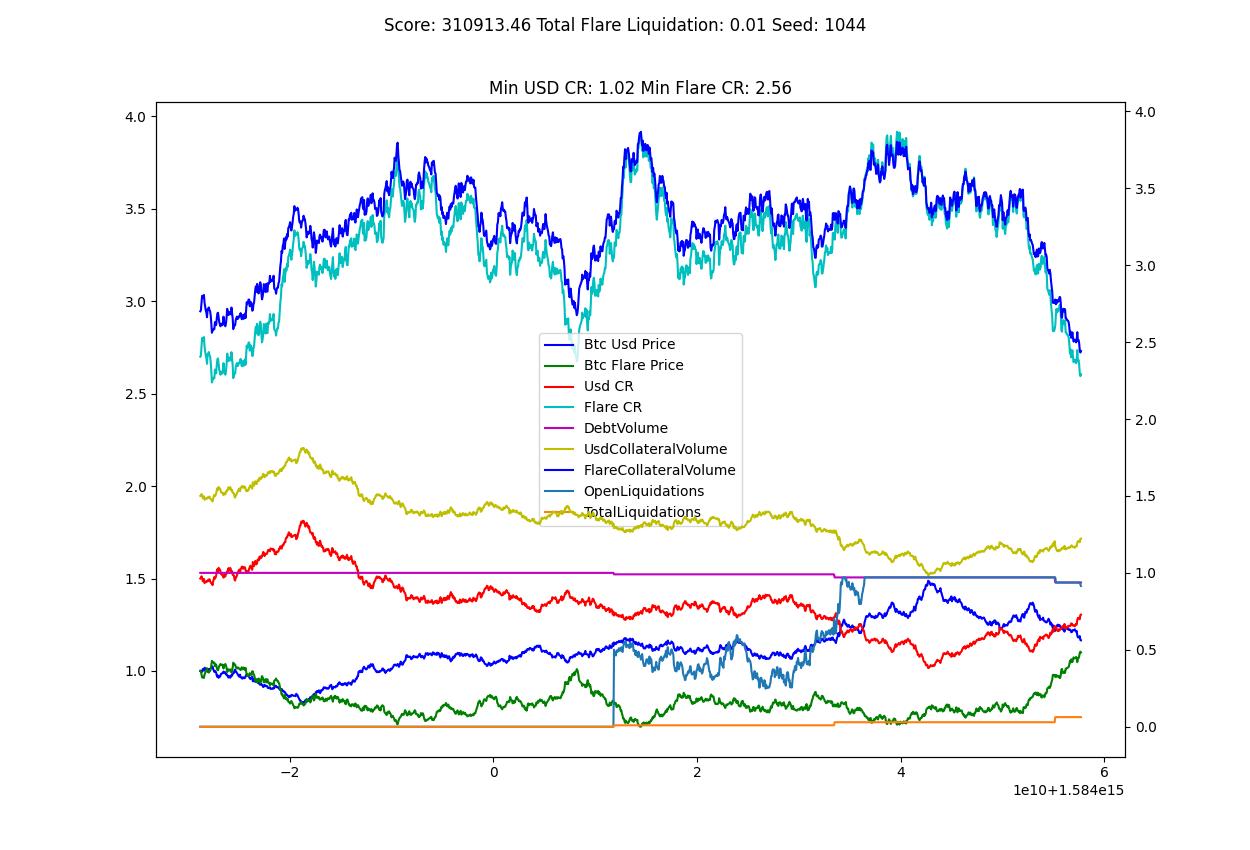 Score: 310913.46 Total Flare Liquidation: 0.01 Seed: 1044
Min USD CR: 1.02 Min Flare CR: 2.56
4.0
3.5
3.0
2.5
2.0
1.5
1.0
4.0
3.5
3.0
2.5
2.0
1.5
1.0
0.5
0.0
Btc Usd Price
Btc Flare Price
Usd CR
Flare CR
DebtVolume
UsdCollateralVolume
FlareCollateralVolume
OpenLiquidations
TotalLiquidations
−2 0 2 4 6
1e10+1.584e15